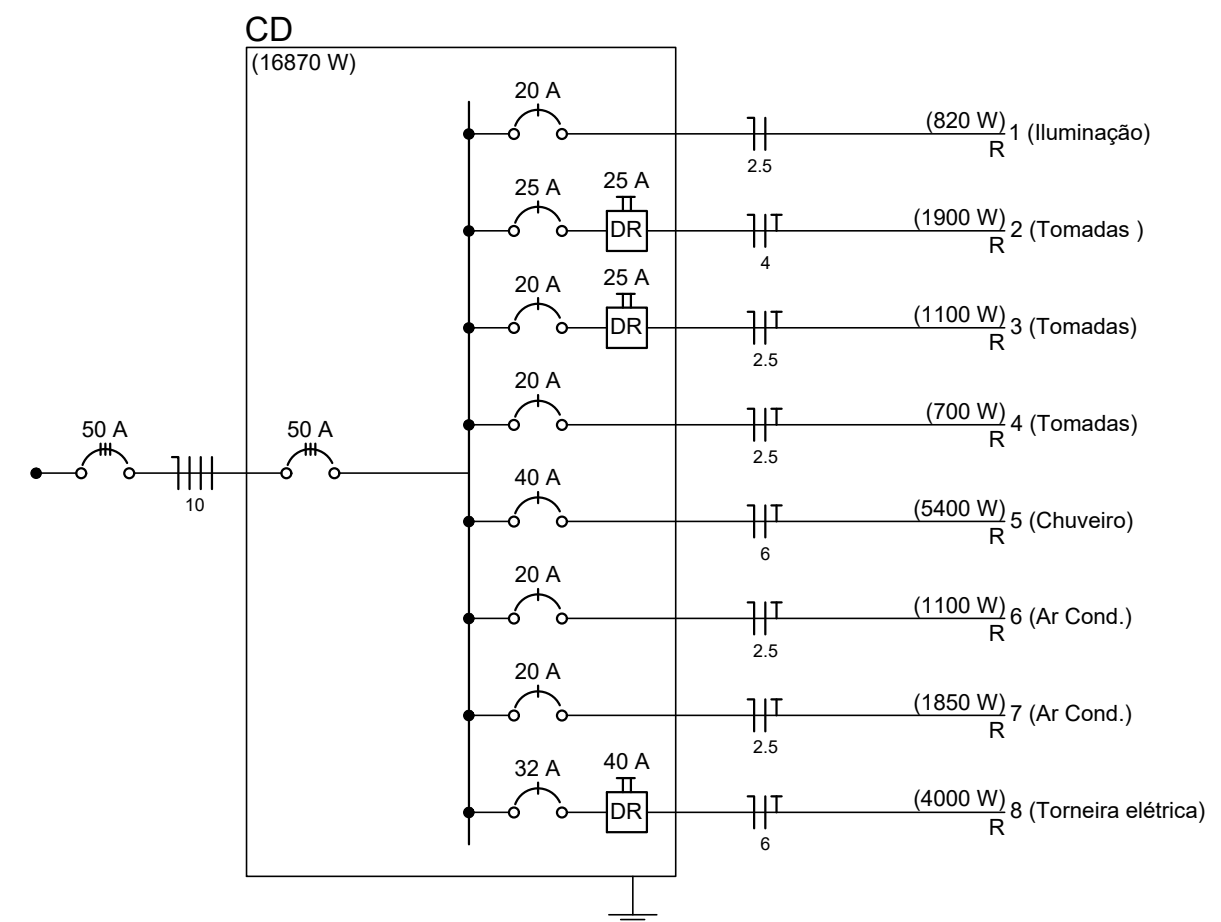 CD
(16870 W)
20 A
(820 W)
1 (Iluminação)
R
2.5
25 A
25 A
DR
(1900 W)
2 (Tomadas )
R
4
20 A
25 A
DR
(1100 W)
3 (Tomadas)
R
2.5
20 A
(700 W)
4 (Tomadas)
R
2.5
50 A
10
50 A
40 A
(5400 W)
5 (Chuveiro)
R
6
20 A
(1100 W)
6 (Ar Cond.)
R
2.5
20 A
(1850 W)
7 (Ar Cond.)
R
2.5
32 A
40 A
DR
(4000 W)
8 (Torneira elétrica)
R
6